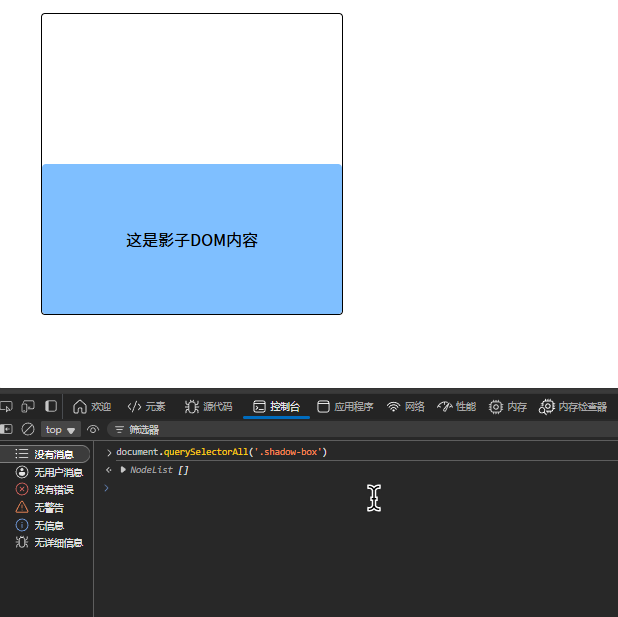 这是影子DOM内容
欢迎 元素 源代码 控制台 应用程序 网络 性能 内存 内存检查器
top 筛选器
没有消息
无用户消息
没有错误
无警告
无信息
无详细信息
document.querySelectorAll('.shadow-box')
NodeList []